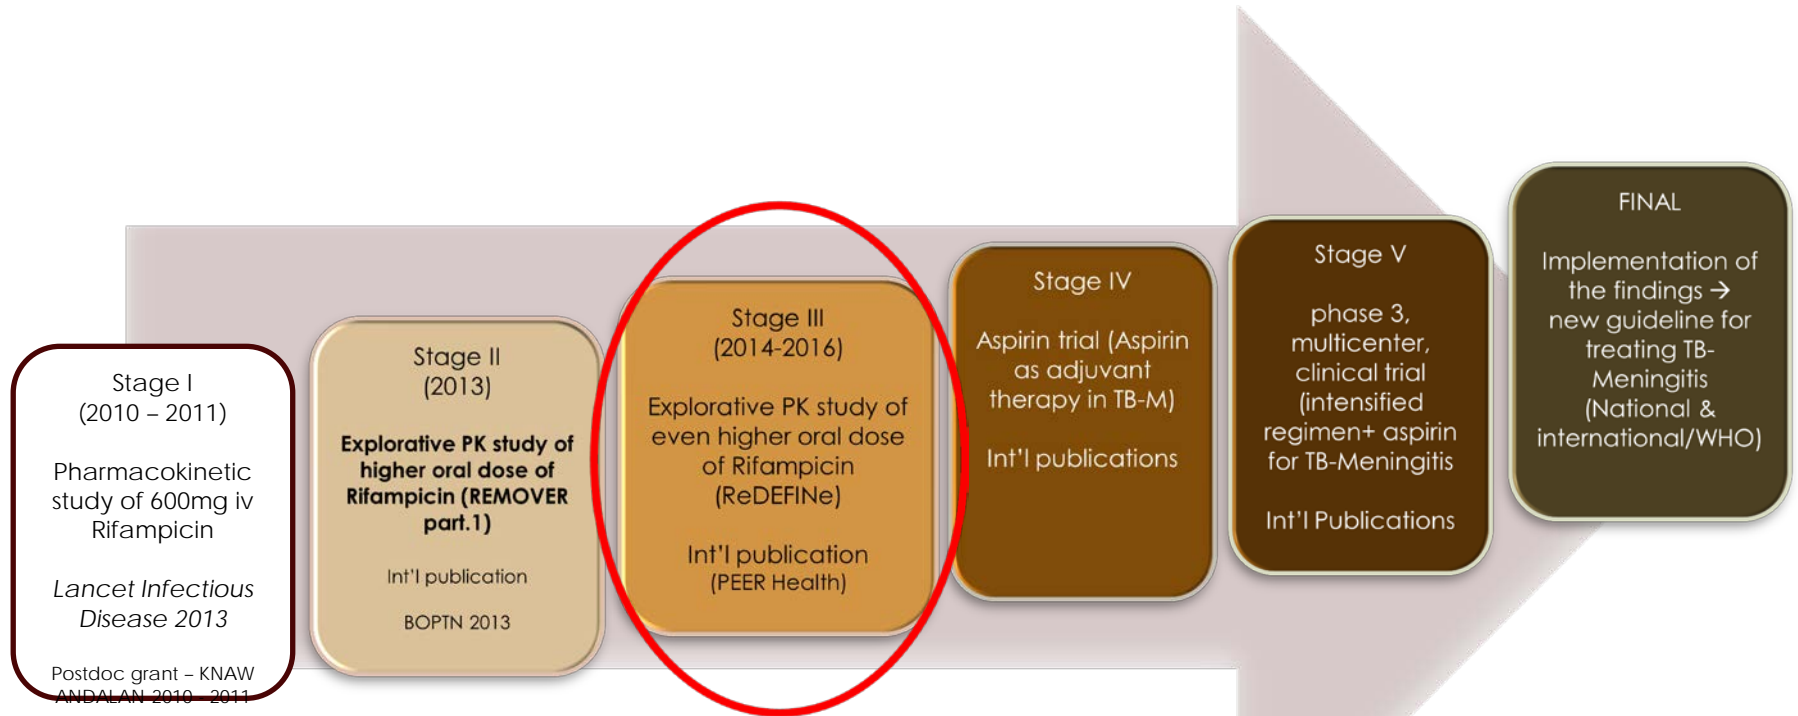 Stage I
(2010 – 2011)
Pharmacokinetic
study of 600mg iv
Rifampicin
Lancet Infectious
Disease 2013
Postdoc grant – KNAW
ANDALAN 2010 - 2011
Stage II
(2013)
Explorative PK study of
higher oral dose of
Rifampicin (REMOVER
part.1)
Int'l publication
BOPTN 2013
Stage III
(2014-2016)
Explorative PK study of
even higher oral dose
of Rifampicin
(ReDEFINe)
Int'l publication
(PEER Health)
Stage IV
Aspirin trial (Aspirin
as adjuvant
therapy in TB-M)
Int'l publications
Stage V
phase 3,
multicenter,
clinical trial
(intensified
regimen+ aspirin
for TB-Meningitis
Int'l Publications
FINAL
Implementation of
the findings →
new guideline for
treating TB-
Meningitis
(National &
international/WHO)